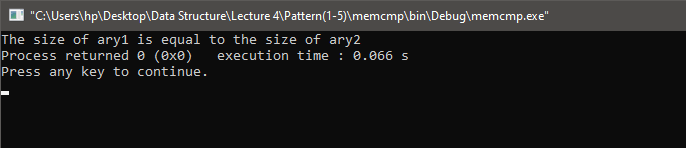 "C:\Users\hp\Desktop\Data Structure\Lecture 4\Pattern(1-5)\memcmp\bin\Debug\memcmp.exe"
The size of ary1 is equal to the size of ary2
Process returned 0 (0x0)   execution time : 0.066 s
Press any key to continue.